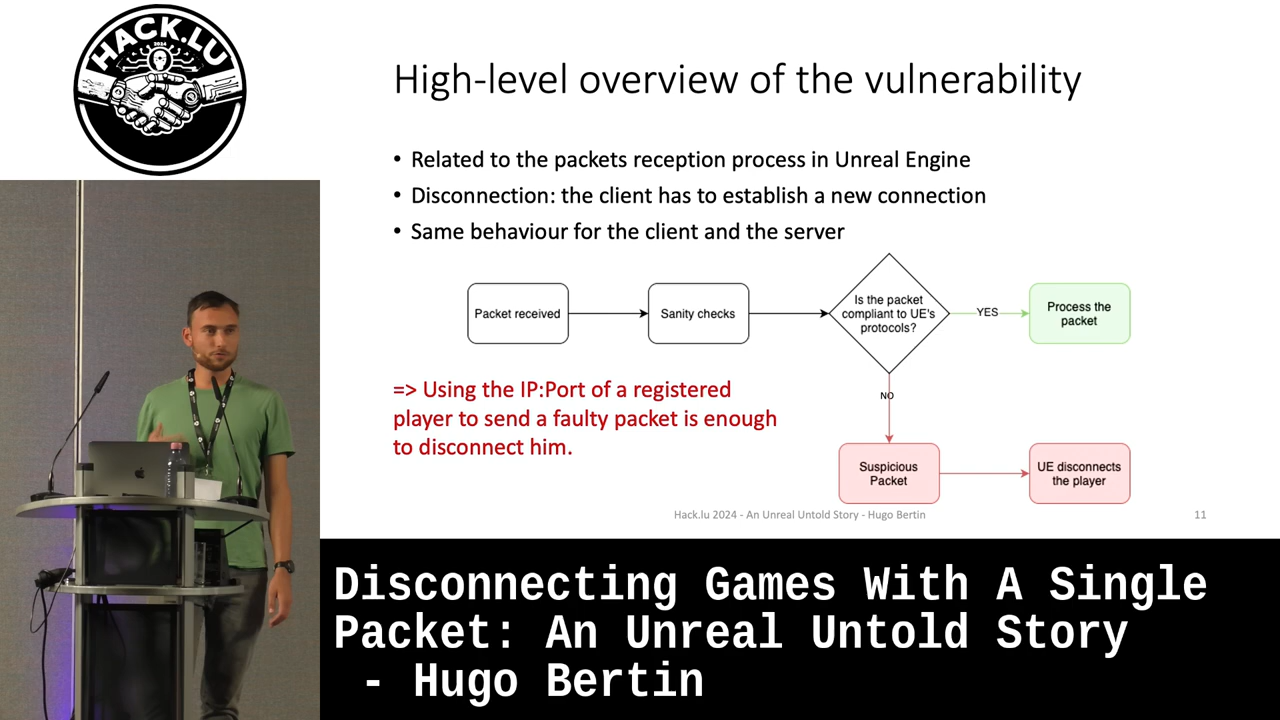 HACK.LU
2024
High-level overview of the vulnerability
• Related to the packets reception process in Unreal Engine
• Disconnection: the client has to establish a new connection
• Same behaviour for the client and the server
Packet received
Sanity checks
Is the packet
compliant to UE's
protocols?
YES
Process the
packet
NO
=> Using the IP:Port of a registered
player to send a faulty packet is enough
to disconnect him.
Suspicious
Packet
UE disconnects
the player
Hack.lu 2024 - An Unreal Untold Story - Hugo Bertin
11
Disconnecting Games With A Single
Packet: An Unreal Untold Story
- Hugo Bertin